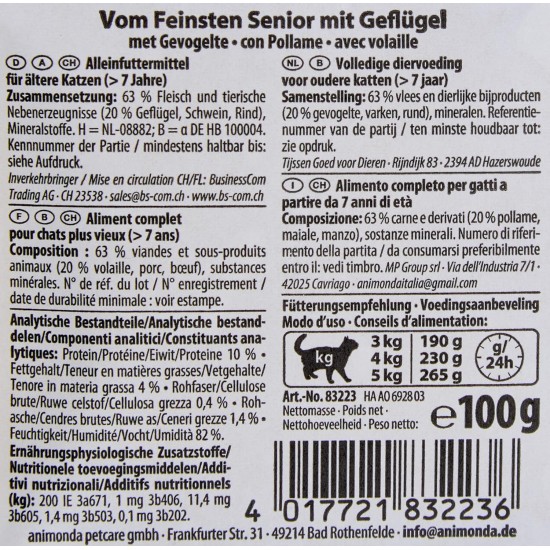 Vom Feinsten Senior mit Geflügel
met Gevogelte • con Pollame • avec volaille
D A CH Alleinfuttermittel
für ältere Katzen (> 7 Jahre)
Zusammensetzung: 63 % Fleisch und tierische
Nebenerzeugnisse (20 % Geflügel, Schwein, Rind),
Mineralstoffe. H = NL-08882; B = α DE HB 100004.
Kennnummer der Partie / mindestens haltbar bis:
siehe Aufdruck.
Inverkehrbringer / Mise en circulation CH/FL: BusinessCom
Trading AG • CH 23538 • sales@bs-com.ch • www.bs-com.ch
F B CH Aliment complet
pour chats plus vieux (> 7 ans)
Composition : 63 % viandes et sous-produits
animaux (20 % volaille, porc, bœuf), substances
minérales. N° de réf. du lot / N° enregistrement /
date de durabilité minimale : voir estampe.
Analytische Bestandteile/Analytische bestand-
delen/Componenti analitici/Constituants ana-
lytiques: Protein/Protéine/Eiwit/Proteine 10 % •
Fettgehalt/Teneur en matières grasses/Vetgehalte/
Tenore in materia grassa 4 % • Rohfaser/Cellulose
brute/Ruwe celstof/Cellulosa grezza 0,4 % • Roh-
asche/Cendres brutes/Ruwe as/Ceneri grezze 1,4 % •
Feuchtigkeit/Humidité/Vocht/Umidità 82 %.
Ernährungsphysiologische Zusatzstoffe/
Nutritionele toevoegingsmiddelen/Addi-
tivi nutrizionali/Additifs nutritionnels
(kg): 200 IE 3a671, 1 mg 3b406, 11,4 mg
3b605, 1,4 mg 3b503, 0,1 mg 3b202.
NL B Volledige diervoeding
voor oudere katten (> 7 jaar)
Samenstelling: 63 % vlees en dierlijke bijproducten
(20 % gevogelte, varken, rund), mineralen. Referentie-
nummer van de partij / ten minste houdbaar tot:
zie opdruk.
Tijssen Goed voor Dieren • Rijndijk 83 • 2394 AD Hazerswoude
I CH Alimento completo per gatti a
partire da 7 anni di età
Composizione: 63 % carne e derivati (20 % pollame,
maiale, manzo), sostanze minerali. Numero di riferi-
mento della partita / da consumarsi preferibilmente
entro il: vedi timbro. MP Group srl • Via dell'Industria 7/1 •
42025 Cavriago • animondaitalia@gmail.com
Fütterungsempfehlung • Voedingsaanbeveling
Modo d'uso • Conseils d'alimentation:
kg
3 kg 190 g
4 kg 230 g
5 kg 265 g
g/
24h
Art.-No. 83223 HA AO 6928 03
Nettomasse • Poids net •
Nettohoeveelheid • Peso netto:
℮100g
4 017721 832236
animonda petcare gmbh • Frankfurter Str. 31 • 49214 Bad Rothenfelde • info@animonda.de